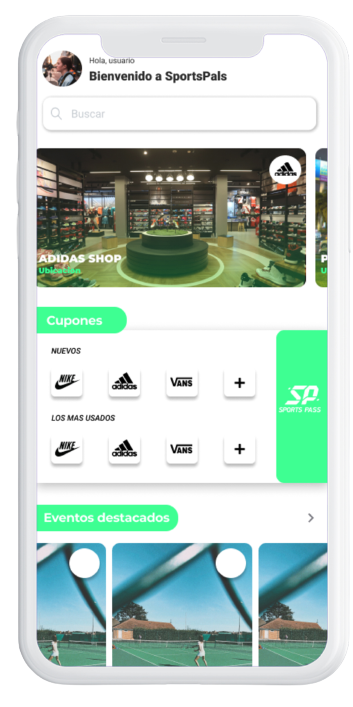 Hola, usuario
Bienvenido a SportsPals
Buscar
adidas
ADIDAS SHOP
Ubicación
P
U
Cupones
NUEVOS
NIKE
adidas
VANS
+
SP
SPORTS PASS
LOS MAS USADOS
NIKE
adidas
VANS
+
Eventos destacados